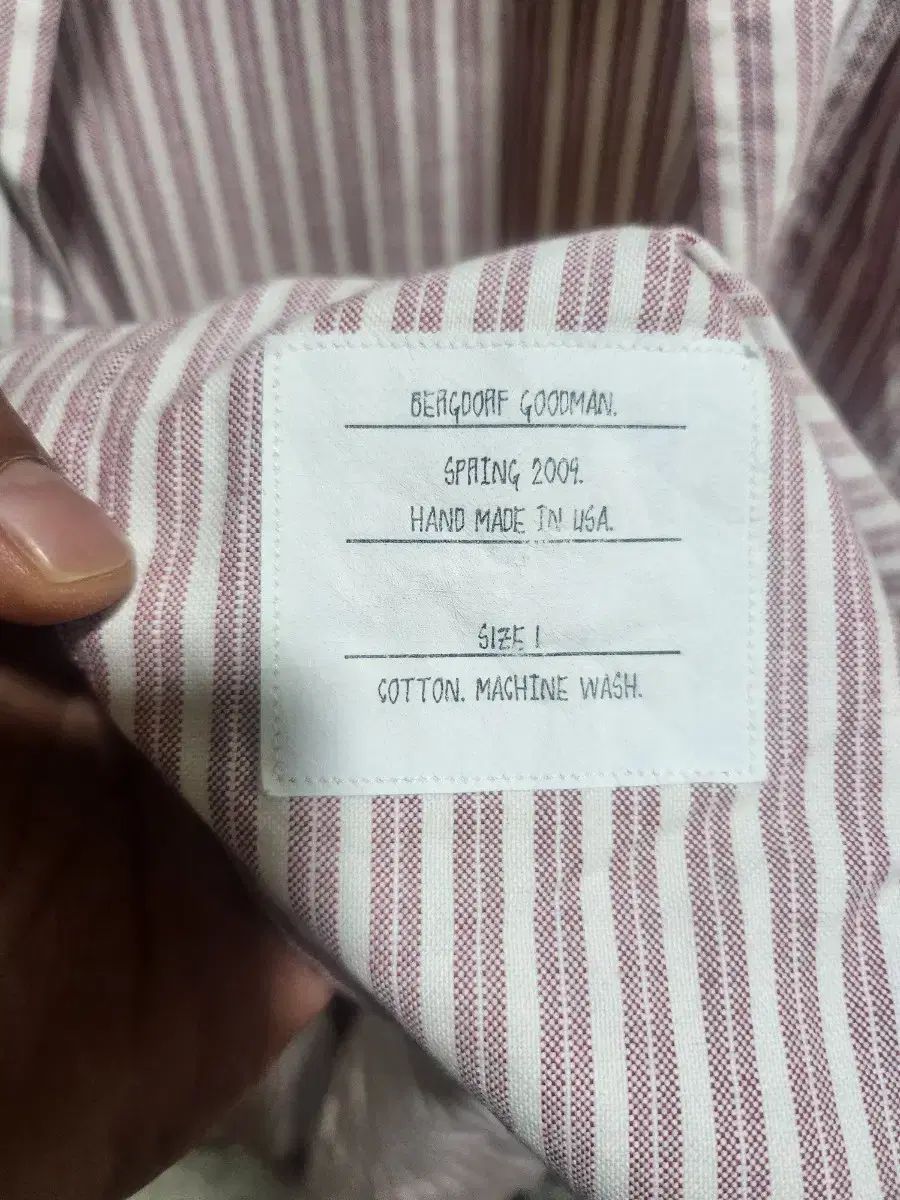 BERGDORF GOODMAN.
SPRING 2009.
HAND MADE IN USA.
SIZE 1
COTTON. MACHINE WASH.